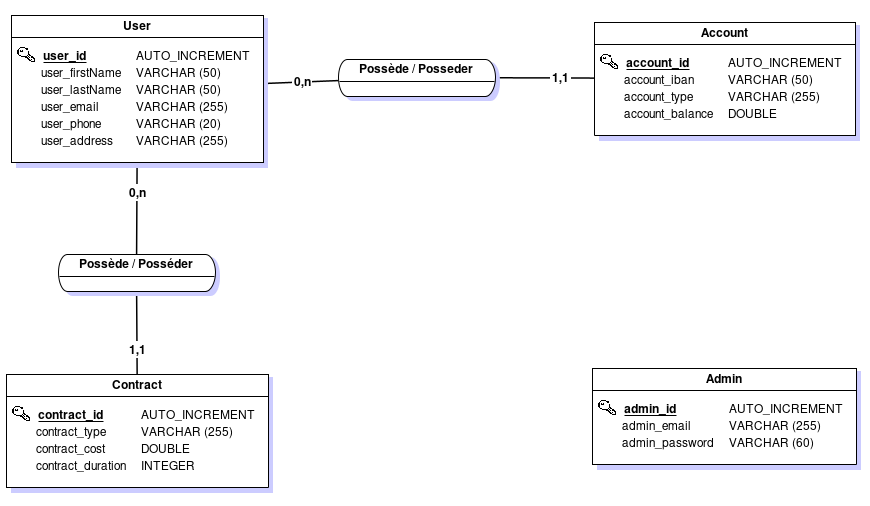 User
user_id AUTO_INCREMENT
user_firstName VARCHAR (50)
user_lastName VARCHAR (50)
user_email VARCHAR (255)
user_phone VARCHAR (20)
user_address VARCHAR (255)
0,n
Possède / Posseder
1,1
Account
account_id AUTO_INCREMENT
account_iban VARCHAR (50)
account_type VARCHAR (255)
account_balance DOUBLE
0,n
Possède / Posséder
1,1
Contract
contract_id AUTO_INCREMENT
contract_type VARCHAR (255)
contract_cost DOUBLE
contract_duration INTEGER
Admin
admin_id AUTO_INCREMENT
admin_email VARCHAR (255)
admin_password VARCHAR (60)